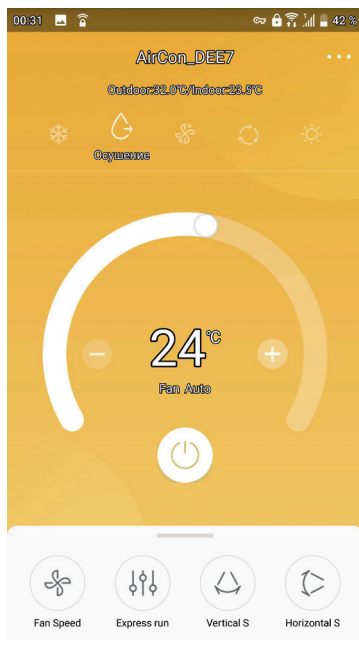 00:31 42 %
AirCon_DEE7
Outdoor:32.0°C/Indoor:23.5°C
Осушение
24°C
Fan Auto
Fan Speed Express run Vertical S Horizontal S